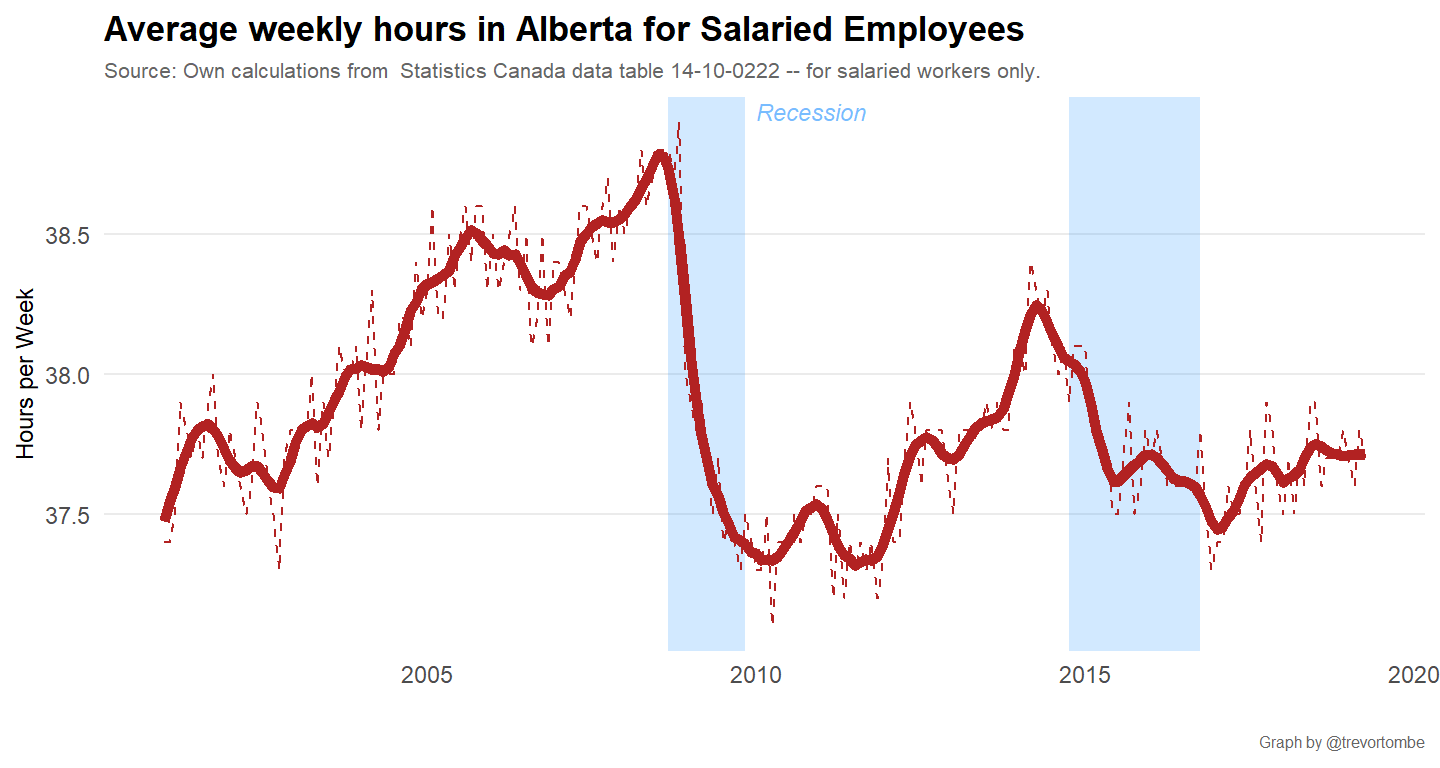 Average weekly hours in Alberta for Salaried Employees
Source: Own calculations from  Statistics Canada data table 14-10-0222 -- for salaried workers only.
Recession
Hours per Week
38.5
38.0
37.5
2005
2010
2015
2020
Graph by @trevortombe